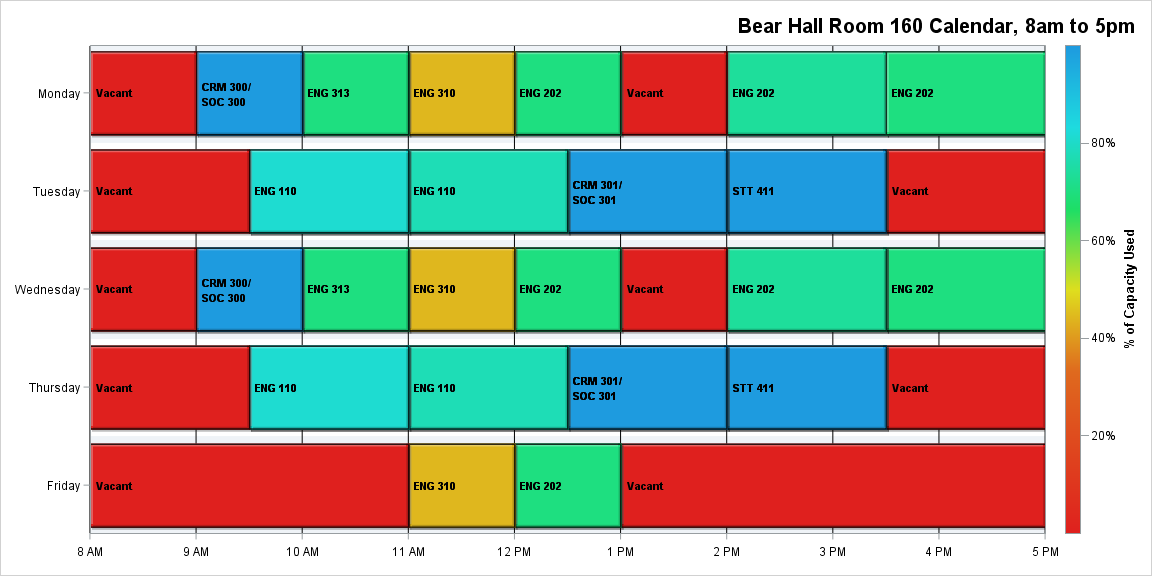 Bear Hall Room 160 Calendar, 8am to 5pm
Monday
Vacant
CRM 300/
SOC 300
ENG 313
ENG 310
ENG 202
Vacant
ENG 202
ENG 202
Tuesday
Vacant
ENG 110
ENG 110
CRM 301/
SOC 301
STT 411
Vacant
Wednesday
Vacant
CRM 300/
SOC 300
ENG 313
ENG 310
ENG 202
Vacant
ENG 202
ENG 202
Thursday
Vacant
ENG 110
ENG 110
CRM 301/
SOC 301
STT 411
Vacant
Friday
Vacant
ENG 310
ENG 202
Vacant
8 AM
9 AM
10 AM
11 AM
12 PM
1 PM
2 PM
3 PM
4 PM
5 PM
80%
60%
40%
20%
% of Capacity Used